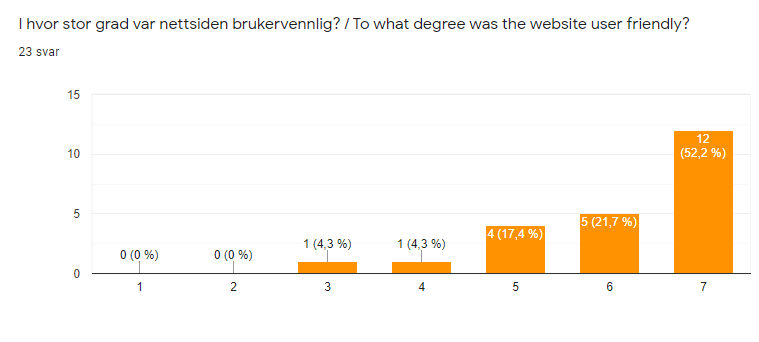 I hvor stor grad var nettsiden brukervennlig? / To what degree was the website user friendly?
23 svar
15
10
5
0
0 (0 %)
0 (0 %)
1 (4,3 %)
1 (4,3 %)
4 (17,4 %)
5 (21,7 %)
12
(52,2 %)
1 2 3 4 5 6 7